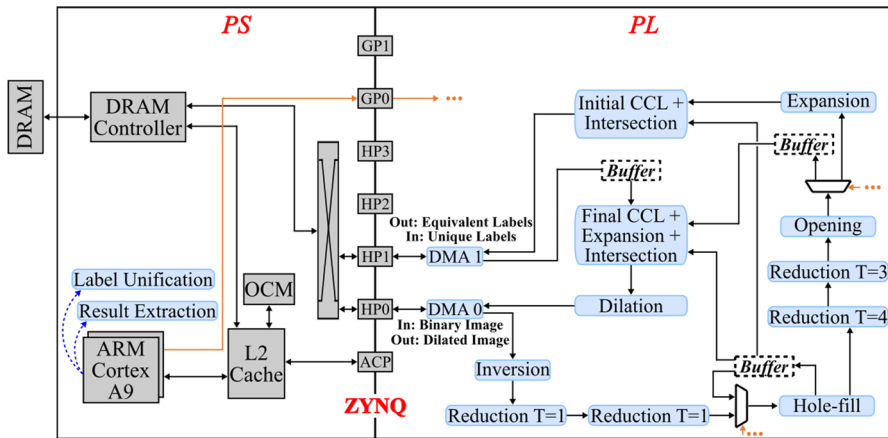 PS
PL
GP1
DRAM
DRAM
Controller
GP0
...
Initial CCL +
Intersection
Expansion
HP3
Buffer
Buffer
HP2
Out: Equivalent Labels
In: Unique Labels
Final CCL +
Expansion +
Intersection
...
Opening
HP1
DMA 1
Label Unification
Reduction T=3
Result Extraction
OCM
HP0
DMA 0
Dilation
Reduction T=4
In: Binary Image
Out: Dilated Image
ARM
Cortex
A9
L2
Cache
ACP
Inversion
Buffer
ZYNQ
Reduction T=1
Reduction T=1
Hole-fill
...